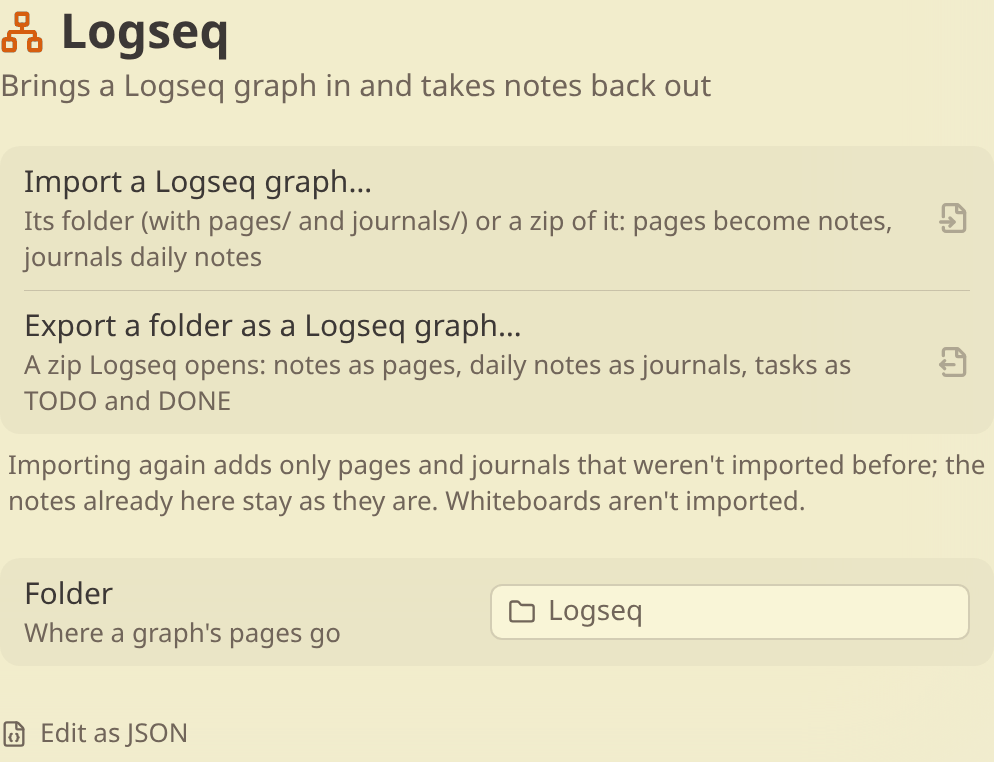 Logseq
Brings a Logseq graph in and takes notes back out
Import a Logseq graph...
Its folder (with pages/ and journals/) or a zip of it: pages become notes,
journals daily notes
Export a folder as a Logseq graph...
A zip Logseq opens: notes as pages, daily notes as journals, tasks as
TODO and DONE
Importing again adds only pages and journals that weren't imported before; the
notes already here stay as they are. Whiteboards aren't imported.
Folder
Where a graph's pages go
Logseq
Edit as JSON